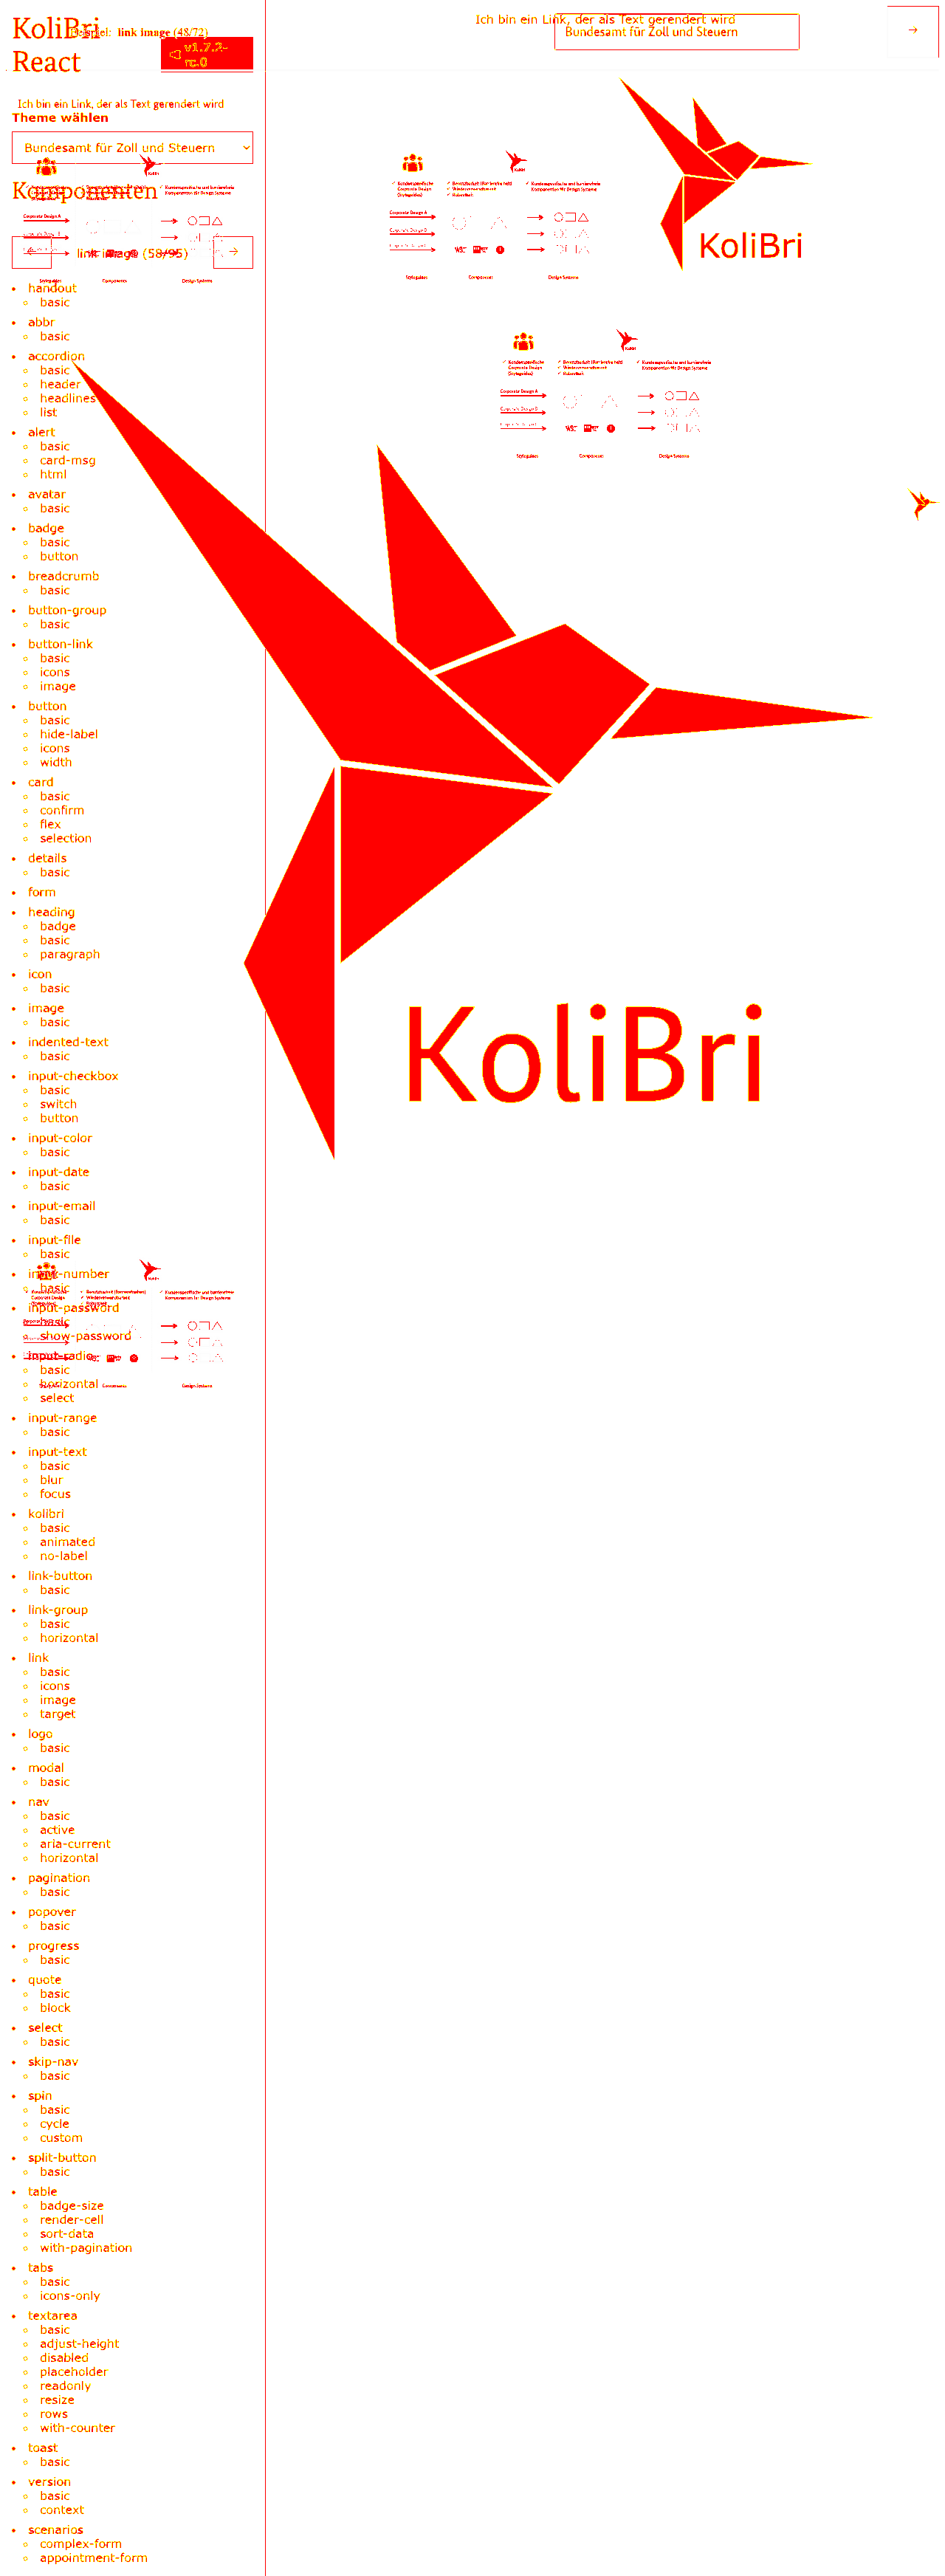 KoliBri
React
link image (48/72)
v1.7.2-
rc.0
Ich bin ein Link, der als Text gerendert wird
Bundesamt für Zoll und Steuern
→
Ich bin ein Link, der als Text gerendert wird
Theme wählen
Bundesamt für Zoll und Steuern
Komponenten
← link image (58/95) →
KoliBri
KoliBri
handout
basic
abbr
basic
accordion
basic
header
headlines
list
alert
basic
card-msg
html
avatar
basic
badge
basic
button
breadcrumb
basic
button-group
basic
button-link
basic
icons
image
button
basic
hide-label
icons
width
card
basic
confirm
flex
selection
details
basic
form
heading
badge
basic
paragraph
icon
basic
image
basic
indented-text
basic
input-checkbox
basic
switch
button
input-color
basic
input-date
basic
input-email
basic
input-file
basic
input-number
basic
input-password
basic
show-password
input-radio
basic
horizontal
select
input-range
basic
input-text
basic
blur
focus
kolibri
basic
animated
no-label
link-button
basic
link-group
basic
horizontal
link
basic
icons
image
target
logo
basic
modal
basic
nav
basic
active
aria-current
horizontal
pagination
basic
popover
basic
progress
basic
quote
basic
block
select
basic
skip-nav
basic
spin
basic
cycle
custom
split-button
basic
table
badge-size
render-cell
sort-data
with-pagination
tabs
basic
icons-only
textarea
basic
adjust-height
disabled
placeholder
readonly
resize
rows
with-counter
toast
basic
version
basic
context
scenarios
complex-form
appointment-form